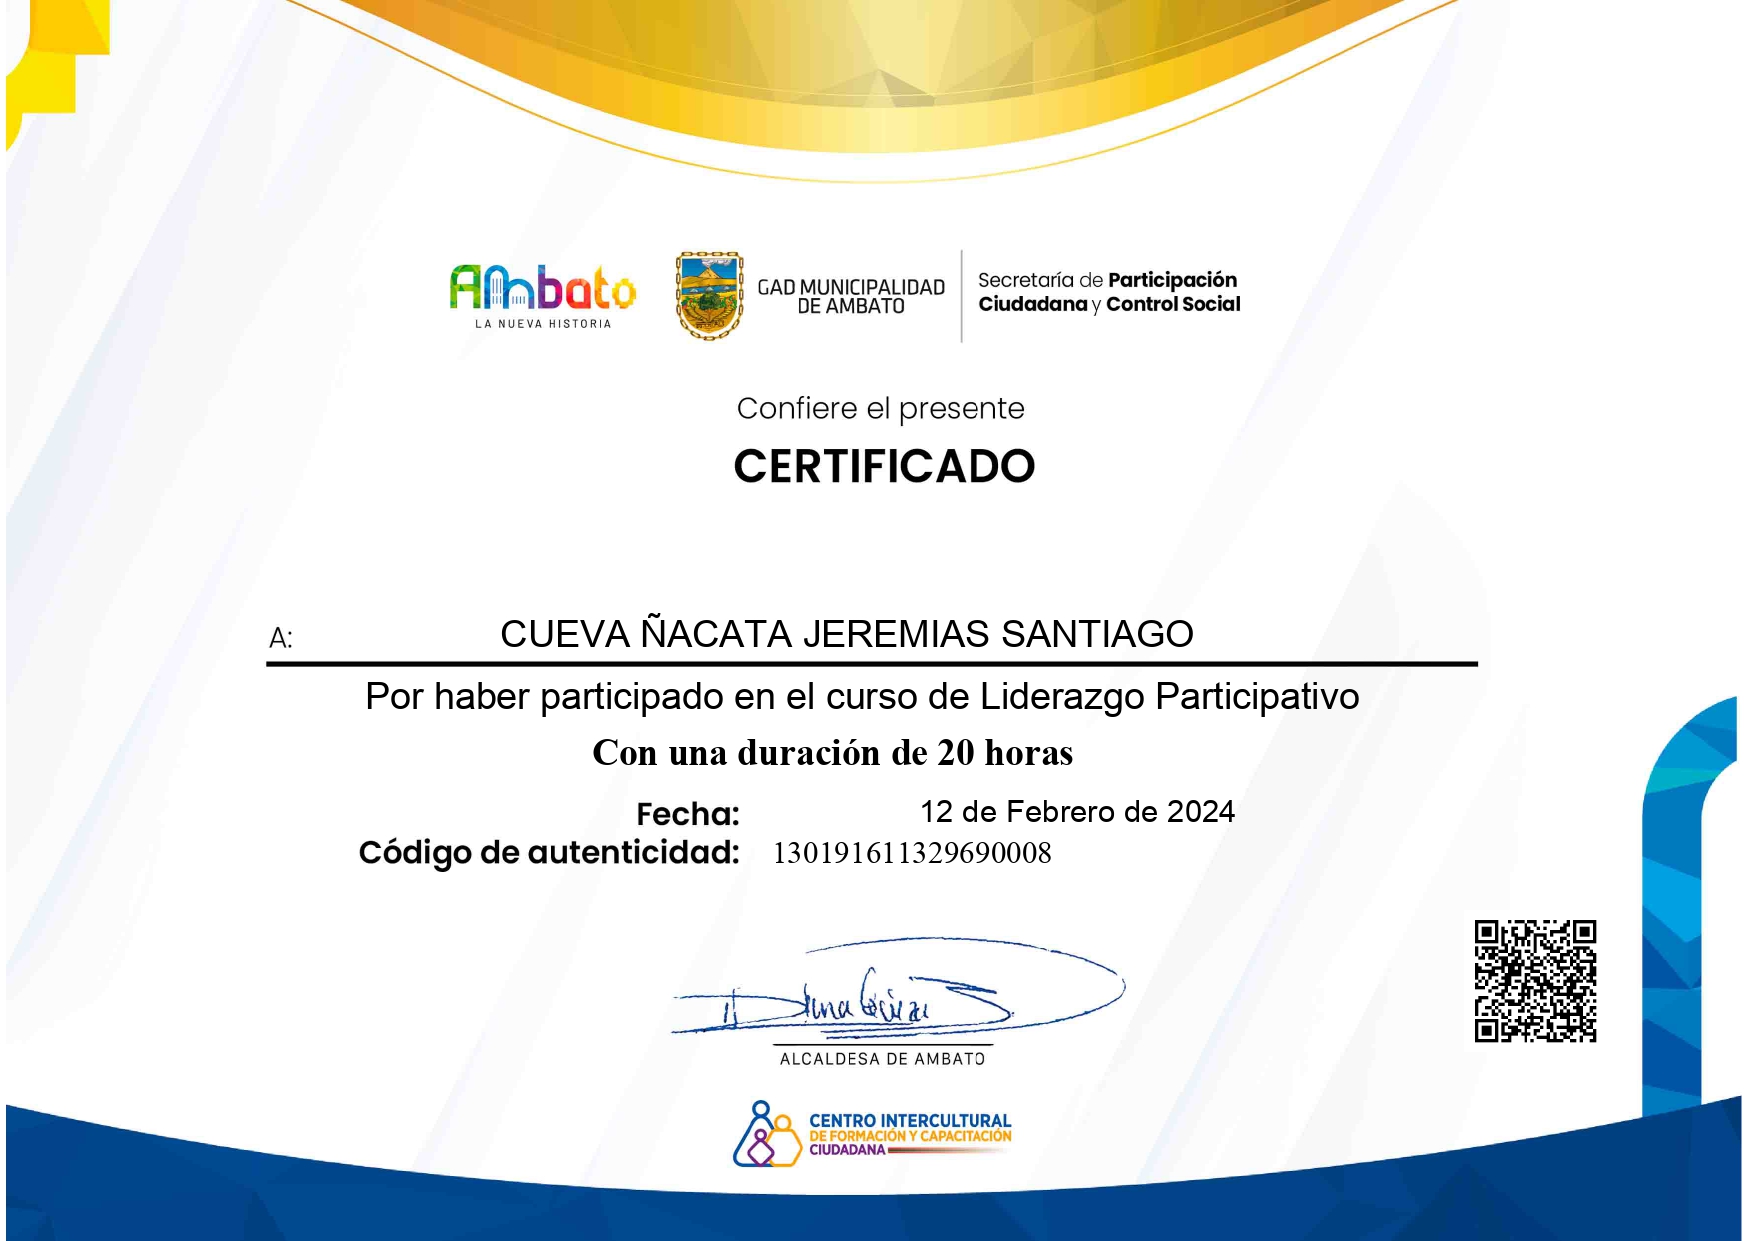 Ambato
LA NUEVA HISTORIA
GAD MUNICIPALIDAD
DE AMBATO
Secretaría de Participación
Ciudadana y Control Social
Confiere el presente
CERTIFICADO
A: CUEVA ÑACATA JEREMIAS SANTIAGO
Por haber participado en el curso de Liderazgo Participativo
Con una duración de 20 horas
Fecha: 12 de Febrero de 2024
Código de autenticidad: 130191611329690008
ALCALDESA DE AMBATO
CENTRO INTERCULTURAL
DE FORMACIÓN Y CAPACITACIÓN
CIUDADANA